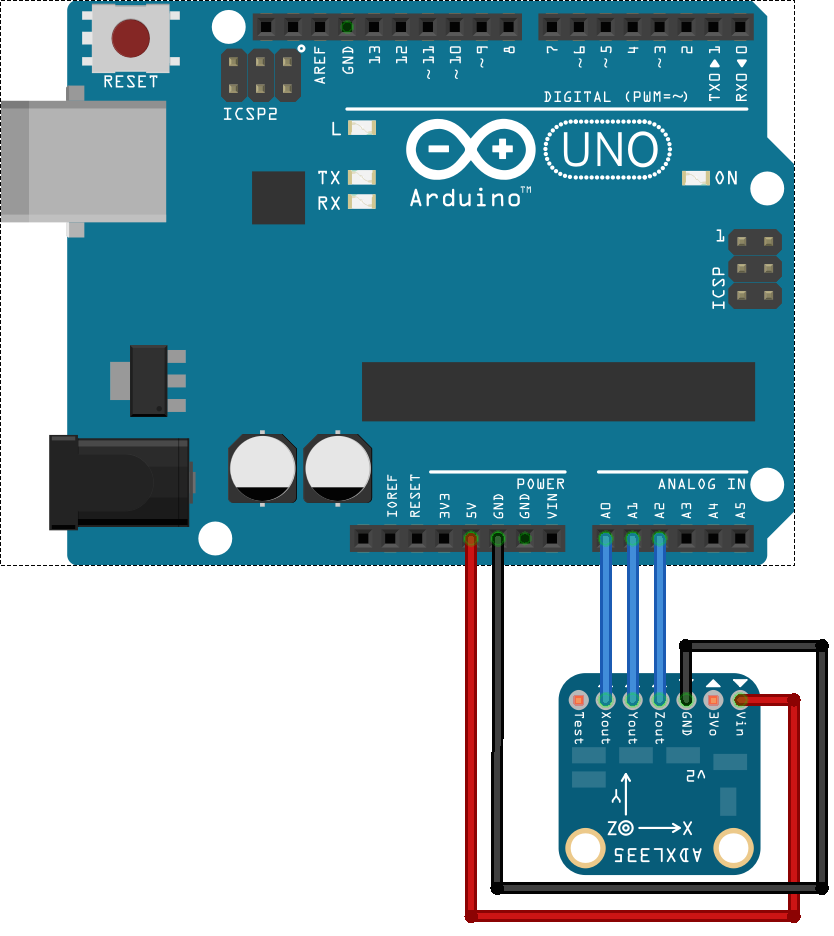 RESET
ICSP2
AREF
GND
13
12
~11
~10
~9
8
7
~6
~5
4
~3
2
TX0▶1
RX0◀0
DIGITAL (PWM=~)
L
TX
RX
Arduino™
UNO
ON
1
ICSP
POWER
ANALOG IN
IOREF
RESET
3V3
5V
GND
GND
VIN
A0
A1
A2
A3
A4
A5
Test
Xout
Yout
Zout
GND
3Vo
Vin
v2
Y
Z
X
ADXL335